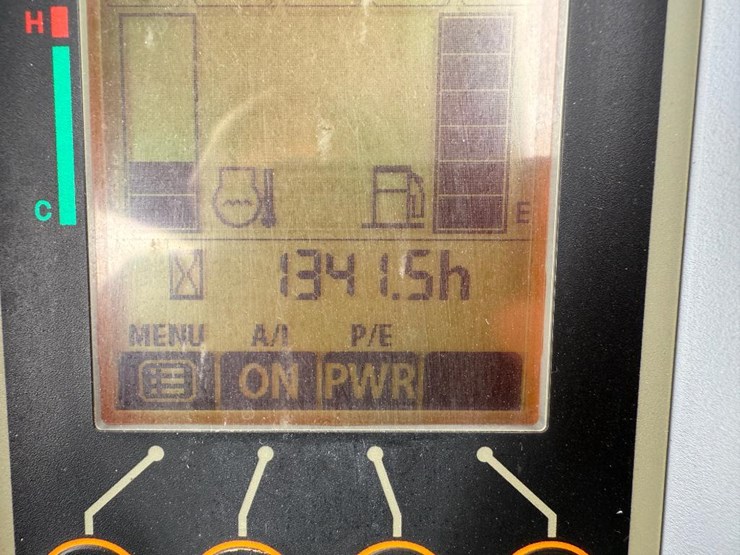 H
C
E
1341.5h
MENU A/I P/E
ON PWR